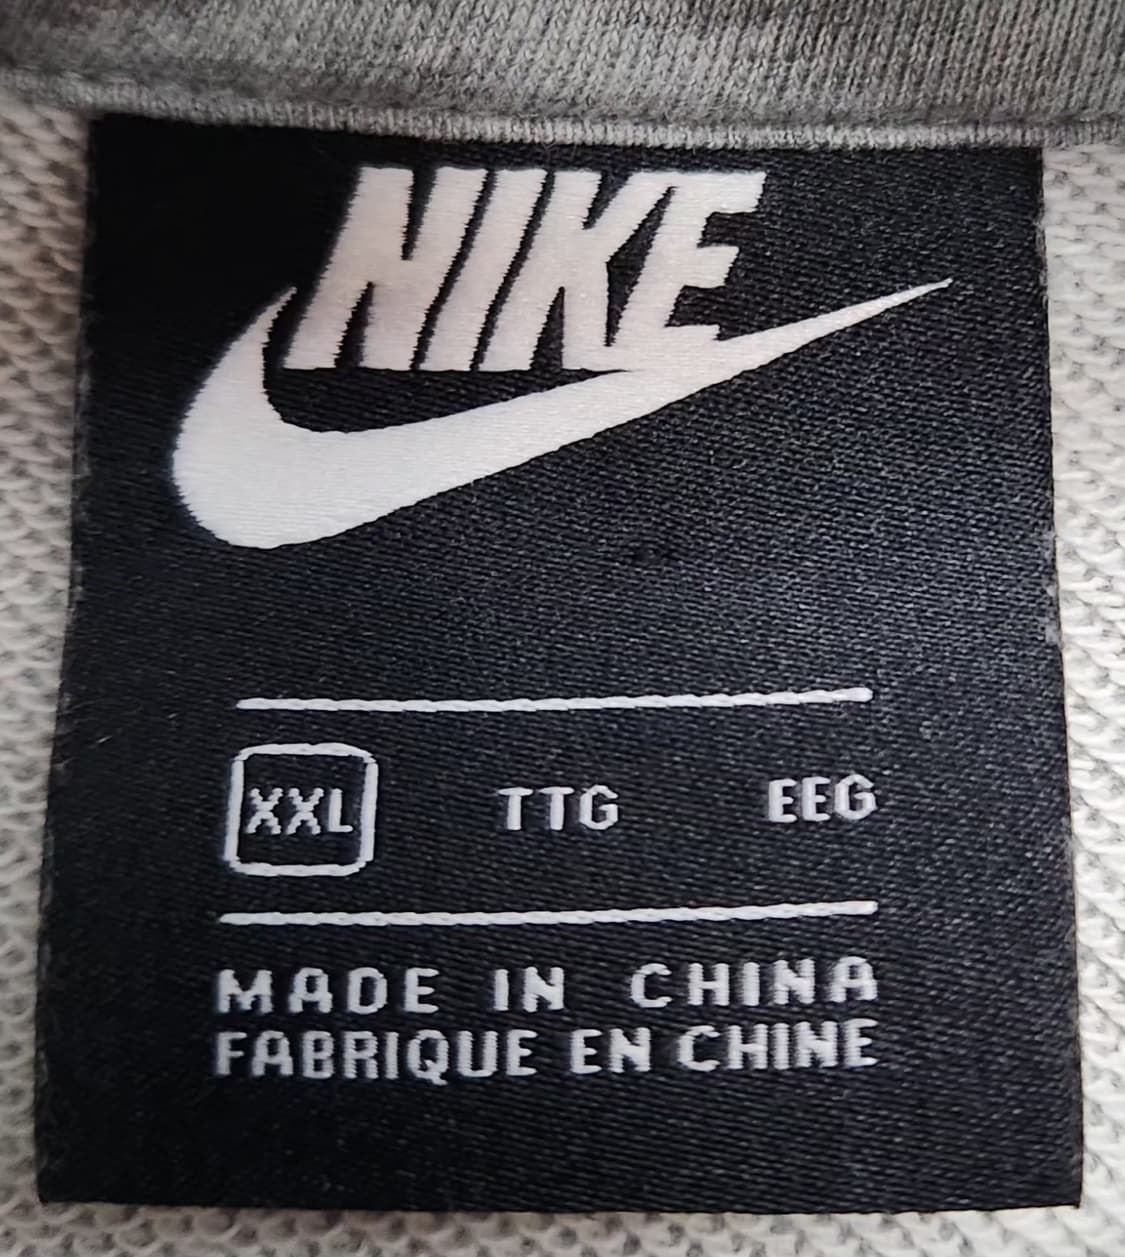 NIKE
XXL TTG EEG
MADE IN CHINA
FABRIQUE EN CHINE